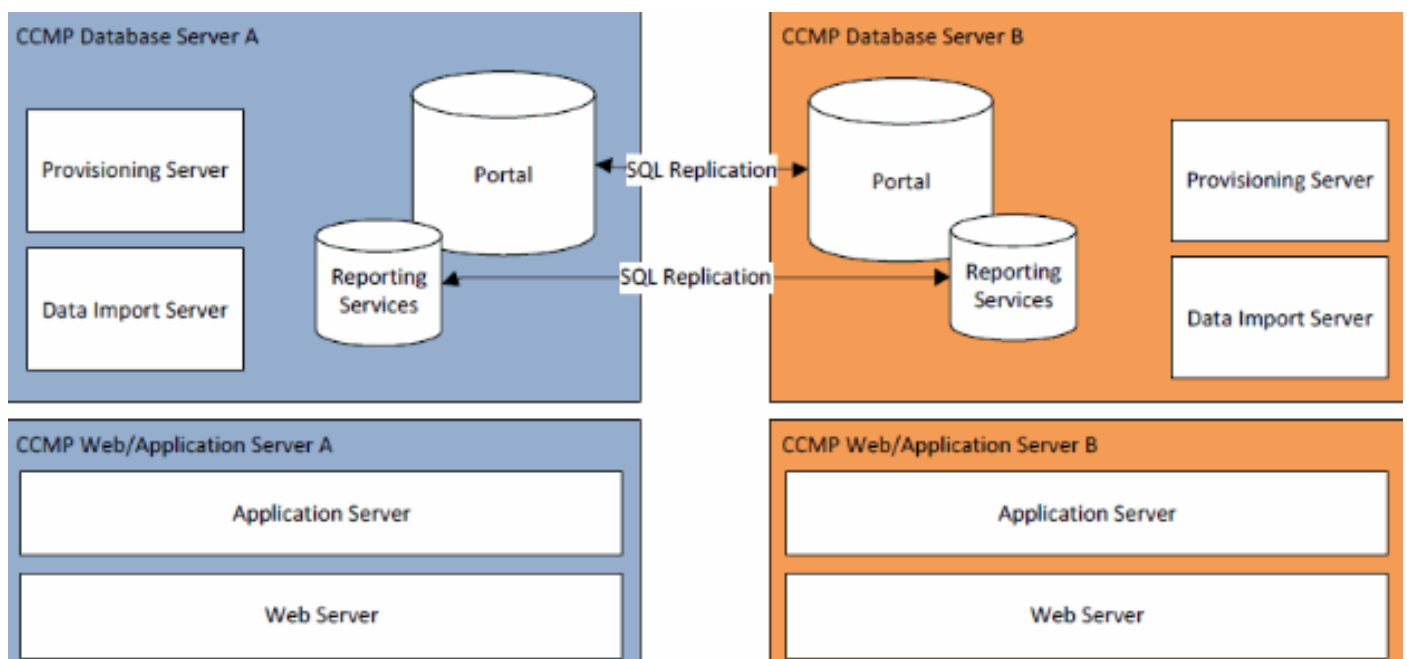 CCMP Database Server A
Provisioning Server
Data Import Server
Portal
Reporting
Services
SQL Replication
SQL Replication
CCMP Database Server B
Portal
Reporting
Services
Provisioning Server
Data Import Server
CCMP Web/Application Server A
Application Server
Web Server
CCMP Web/Application Server B
Application Server
Web Server